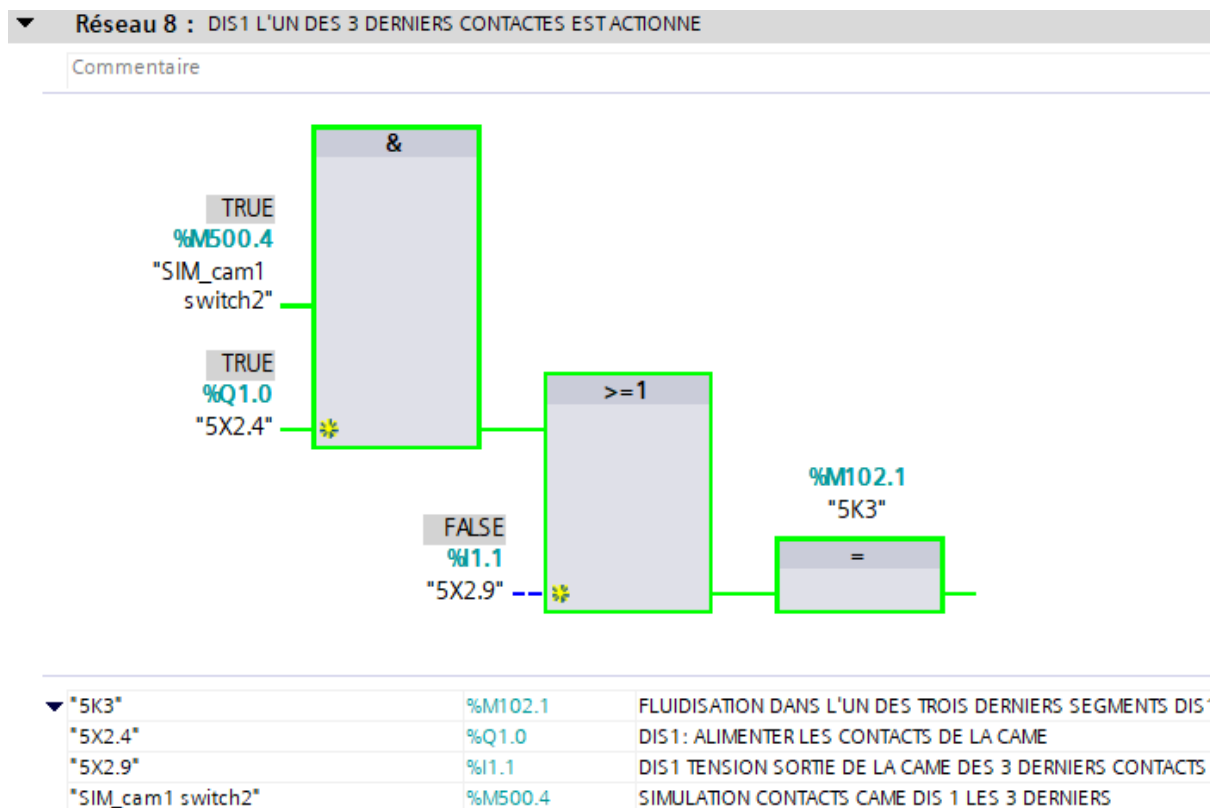 Réseau 8 : DIS1 L'UN DES 3 DERNIERS CONTACTES EST ACTIONNE
Commentaire
&
TRUE
%M500.4
"SIM_cam1
switch2"
TRUE
%Q1.0
"5X2.4"
>=1
FALSE
%I1.1
"5X2.9"
%M102.1
"5K3"
=
"5K3" %M102.1 FLUIDISATION DANS L'UN DES TROIS DERNIERS SEGMENTS DIS1
"5X2.4" %Q1.0 DIS1: ALIMENTER LES CONTACTS DE LA CAME
"5X2.9" %I1.1 DIS1 TENSION SORTIE DE LA CAME DES 3 DERNIERS CONTACTS
"SIM_cam1 switch2" %M500.4 SIMULATION CONTACTS CAME DIS 1 LES 3 DERNIERS